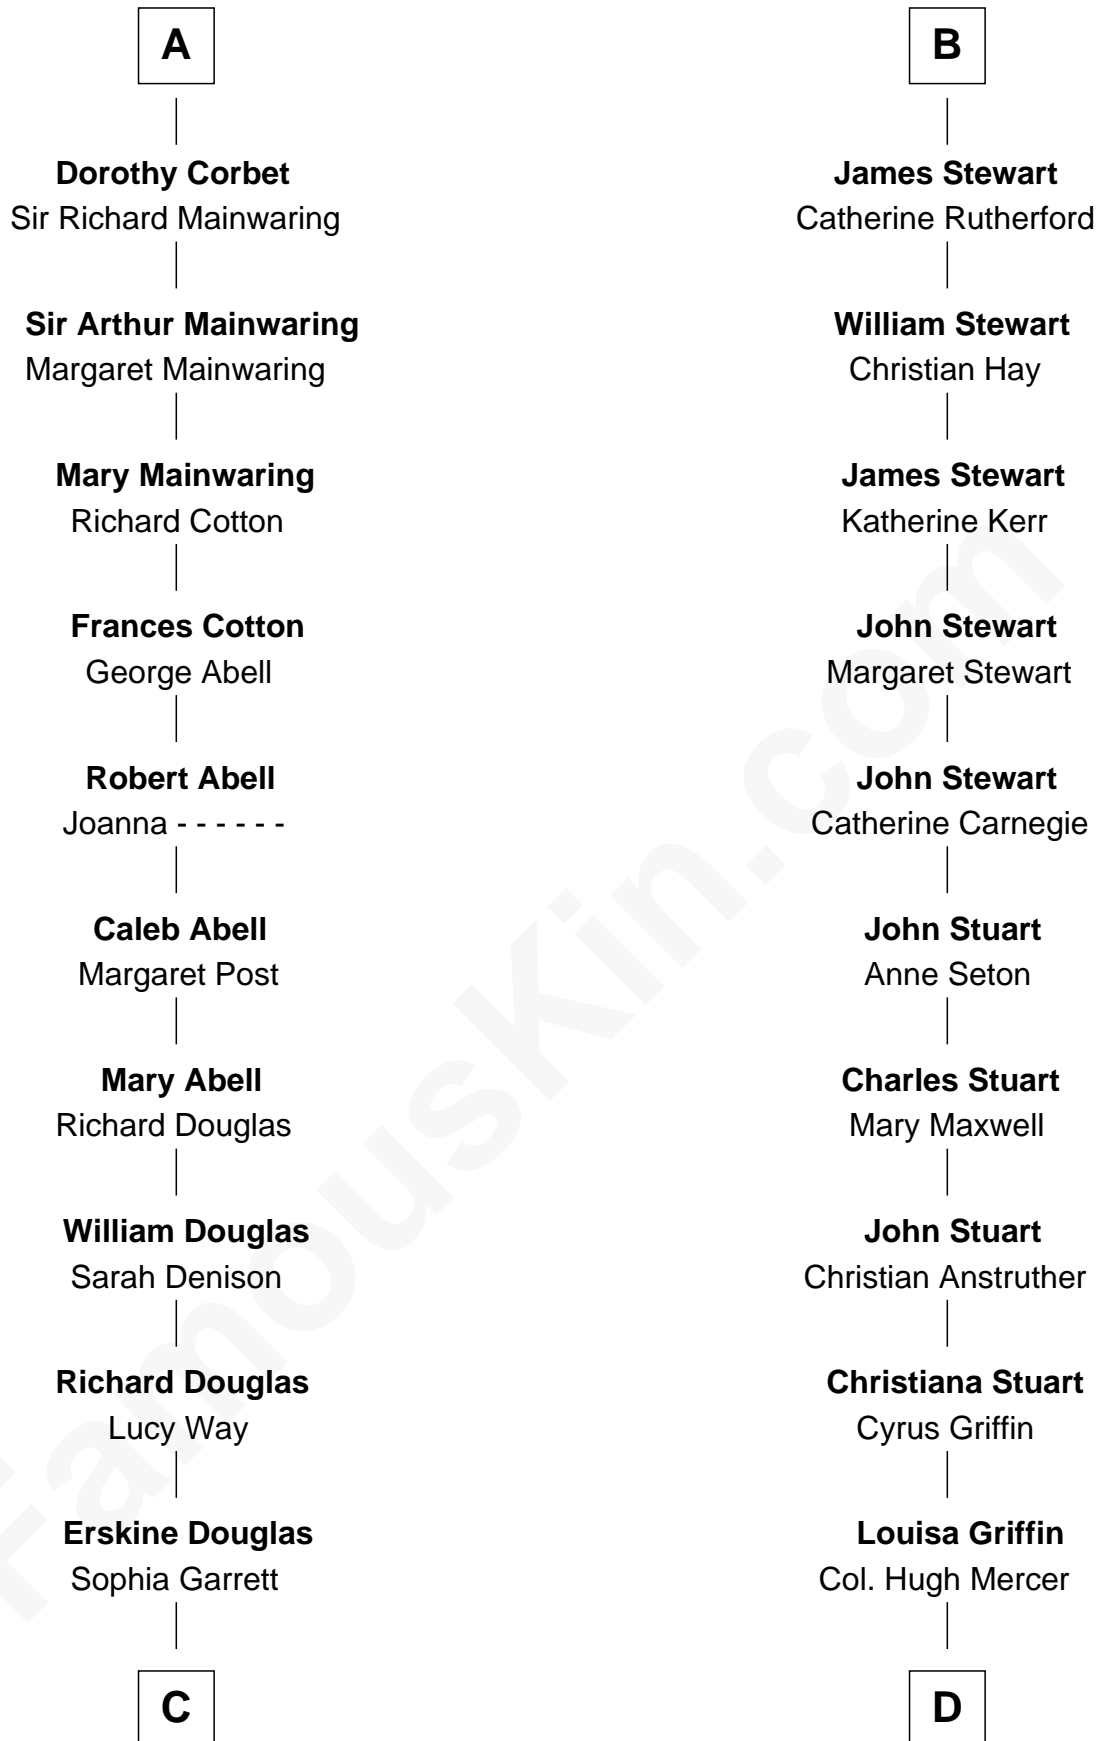 A
Dorothy Corbet
Sir Richard Mainwaring
Sir Arthur Mainwaring
Margaret Mainwaring
Mary Mainwaring
Richard Cotton
Frances Cotton
George Abell
Robert Abell
Joanna - - - - - -
Caleb Abell
Margaret Post
Mary Abell
Richard Douglas
William Douglas
Sarah Denison
Richard Douglas
Lucy Way
Erskine Douglas
Sophia Garrett
C
B
James Stewart
Catherine Rutherford
William Stewart
Christian Hay
James Stewart
Katherine Kerr
John Stewart
Margaret Stewart
John Stewart
Catherine Carnegie
John Stuart
Anne Seton
Charles Stuart
Mary Maxwell
John Stuart
Christian Anstruther
Christiana Stuart
Cyrus Griffin
Louisa Griffin
Col. Hugh Mercer
D
FamousKin.com